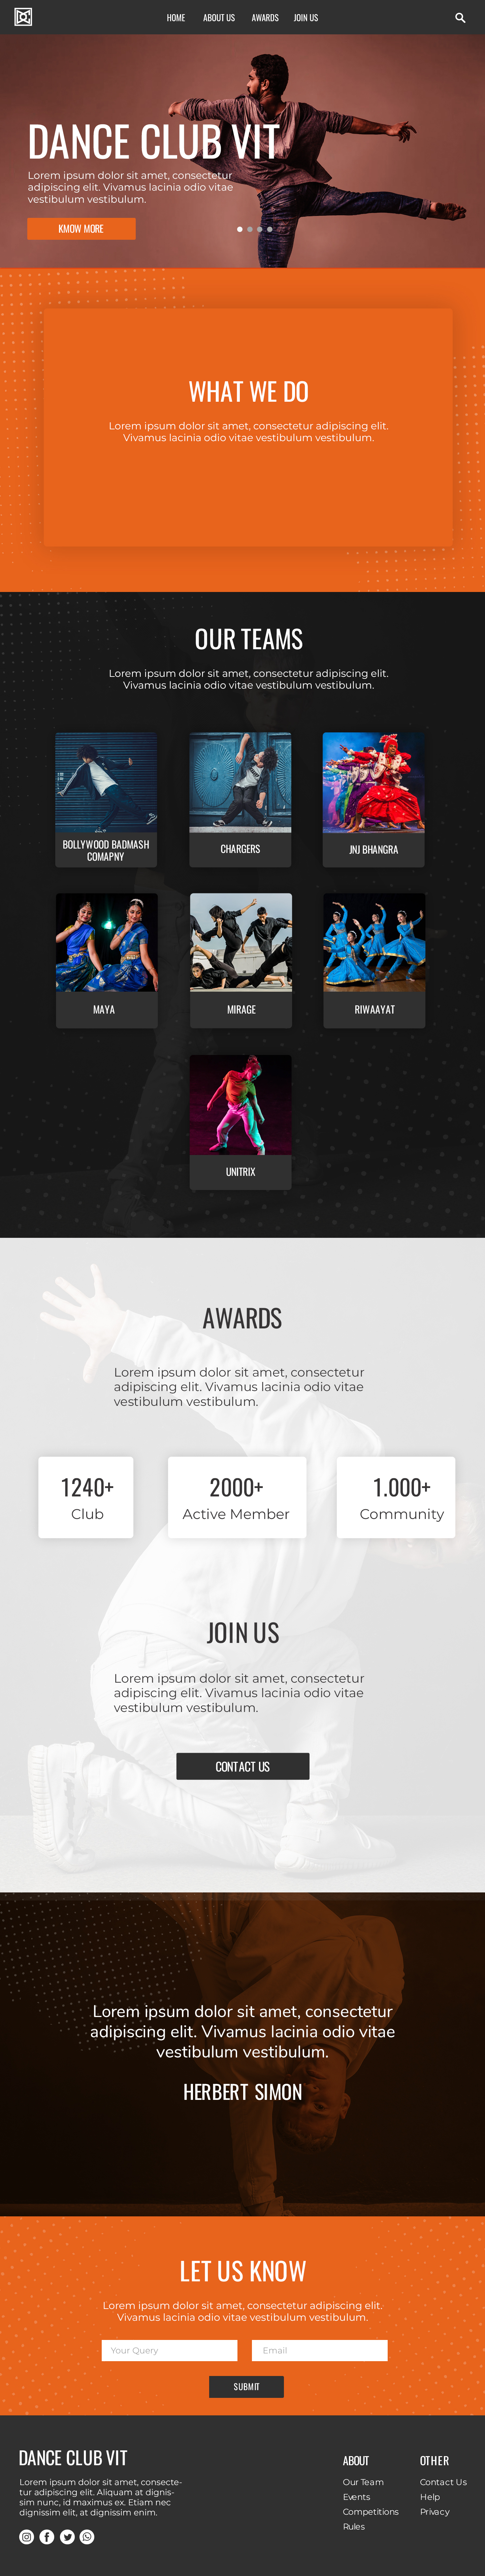 HOME ABOUT US AWARDS JOIN US
DANCE CLUB VIT
Lorem ipsum dolor sit amet, consectetur
adipiscing elit. Vivamus lacinia odio vitae
vestibulum vestibulum.
KMOW MORE
WHAT WE DO
Lorem ipsum dolor sit amet, consectetur adipiscing elit.
Vivamus lacinia odio vitae vestibulum vestibulum.
OUR TEAMS
Lorem ipsum dolor sit amet, consectetur adipiscing elit.
Vivamus lacinia odio vitae vestibulum vestibulum.
BOLLYWOOD BADMASH
COMAPNY
CHARGERS
JNJ BHANGRA
MAYA
MIRAGE
RIWAAYAT
UNITRIX
AWARDS
Lorem ipsum dolor sit amet, consectetur
adipiscing elit. Vivamus lacinia odio vitae
vestibulum vestibulum.
1240+
Club
2000+
Active Member
1.000+
Community
JOIN US
Lorem ipsum dolor sit amet, consectetur
adipiscing elit. Vivamus lacinia odio vitae
vestibulum vestibulum.
CONTACT US
Lorem ipsum dolor sit amet, consectetur
adipiscing elit. Vivamus lacinia odio vitae
vestibulum vestibulum.
HERBERT SIMON
LET US KNOW
Lorem ipsum dolor sit amet, consectetur adipiscing elit.
Vivamus lacinia odio vitae vestibulum vestibulum.
Your Query
Email
SUBMIT
DANCE CLUB VIT
Lorem ipsum dolor sit amet, consecte-
tur adipiscing elit. Aliquam at dignis-
sim nunc, id maximus ex. Etiam nec
dignissim elit, at dignissim enim.
ABOUT
Our Team
Events
Competitions
Rules
OTHER
Contact Us
Help
Privacy